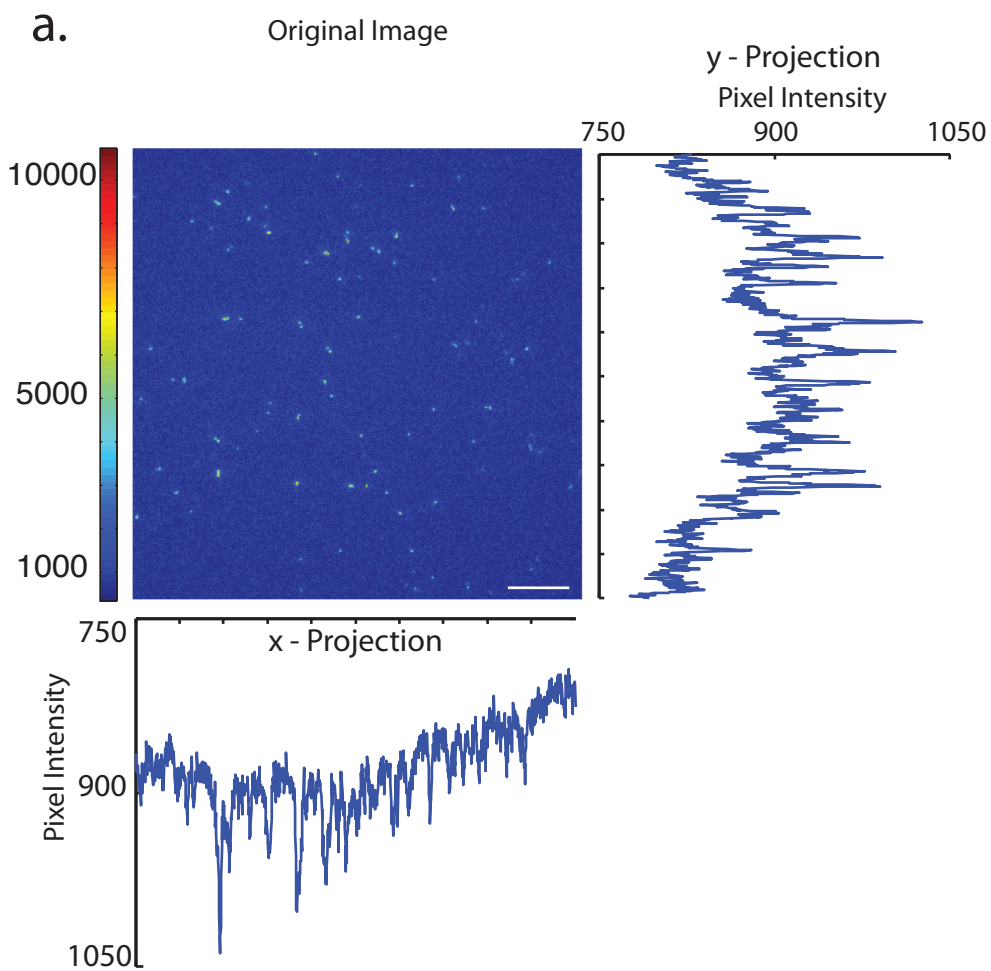 a.
Original Image
y - Projection
Pixel Intensity
750 900 1050
10000
5000
1000
750
x - Projection
Pixel Intensity
900
1050